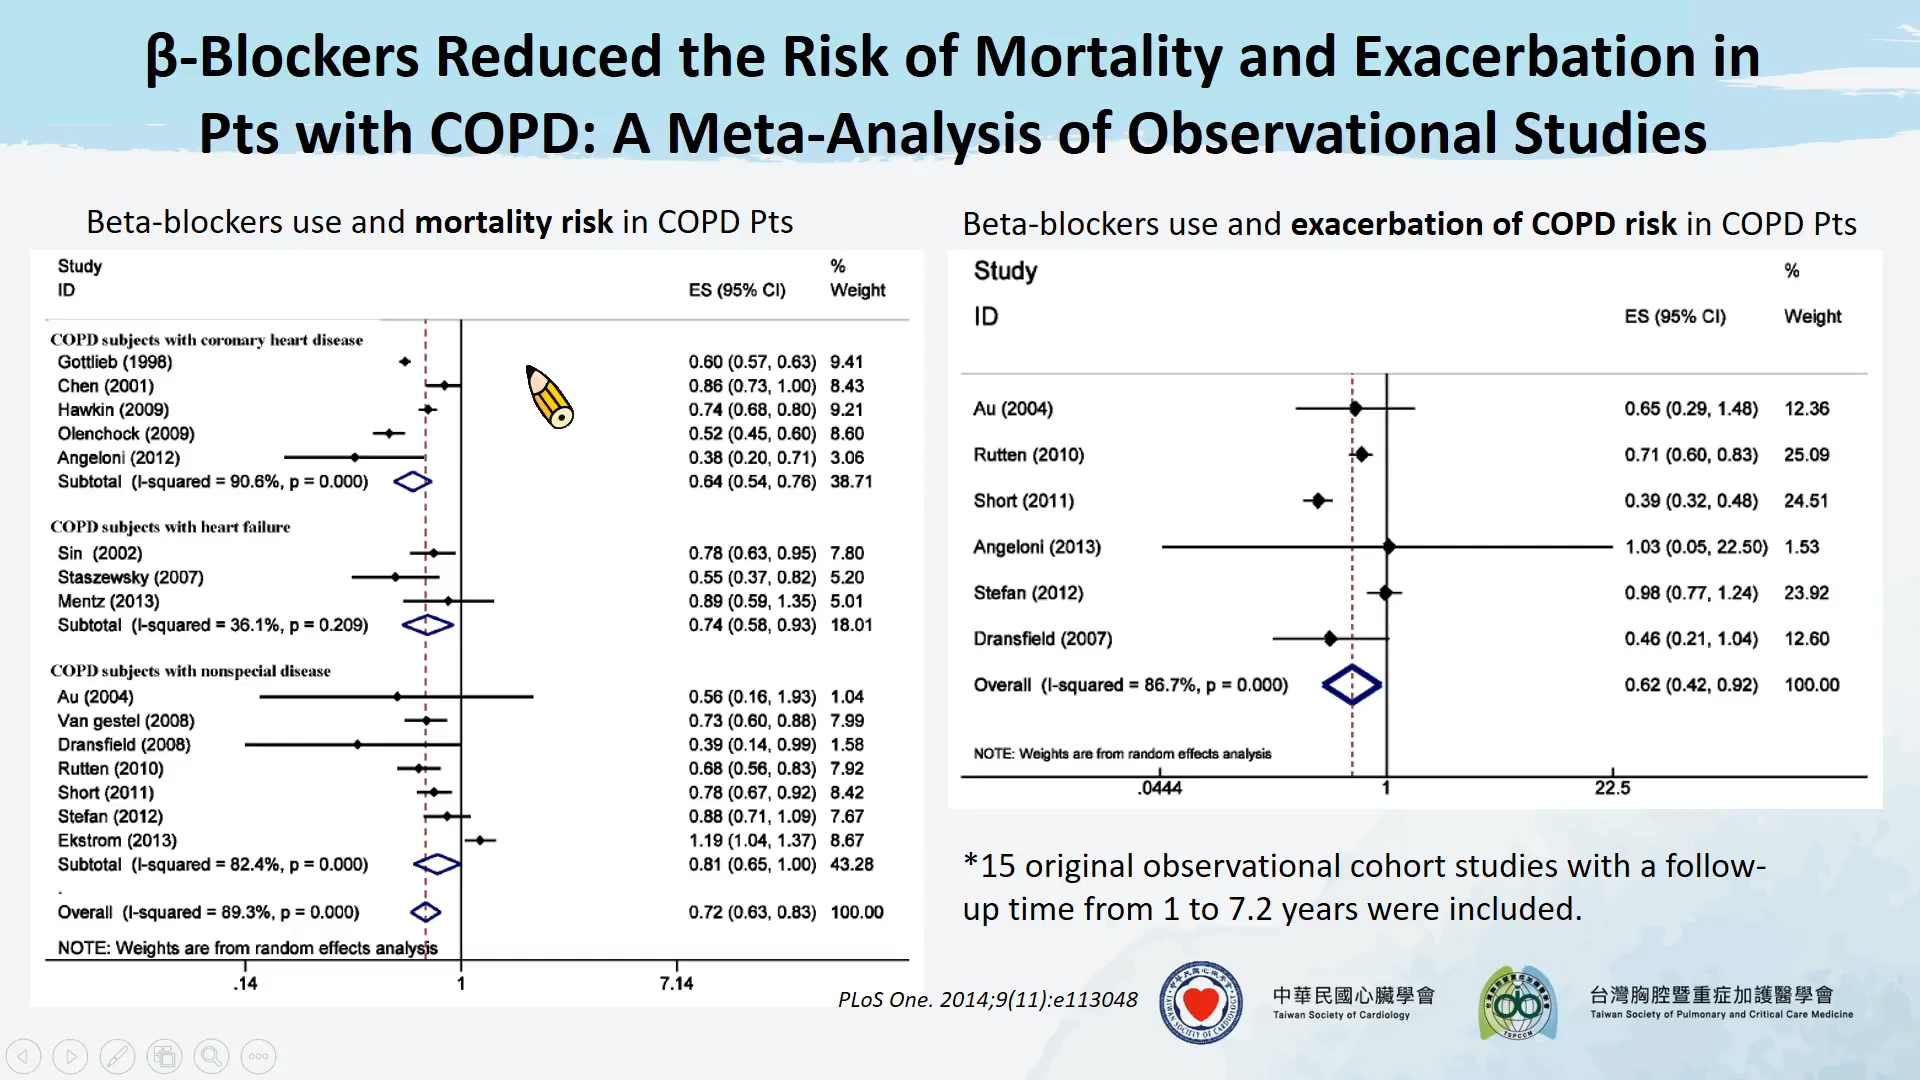 β-Blockers Reduced the Risk of Mortality and Exacerbation in
Pts with COPD: A Meta-Analysis of Observational Studies
Beta-blockers use and mortality risk in COPD Pts
Study %
ID ES (95% CI) Weight
COPD subjects with coronary heart disease
Gottlieb (1998) 0.60 (0.57, 0.63) 9.41
Chen (2001) 0.86 (0.73, 1.00) 8.43
Hawkin (2009) 0.74 (0.68, 0.80) 9.21
Olenchock (2009) 0.52 (0.45, 0.60) 8.60
Angeloni (2012) 0.38 (0.20, 0.71) 3.06
Subtotal (I-squared = 90.6%, p = 0.000) 0.64 (0.54, 0.76) 38.71
COPD subjects with heart failure
Sin (2002) 0.78 (0.63, 0.95) 7.80
Staszewsky (2007) 0.55 (0.37, 0.82) 5.20
Mentz (2013) 0.89 (0.59, 1.35) 5.01
Subtotal (I-squared = 36.1%, p = 0.209) 0.74 (0.58, 0.93) 18.01
COPD subjects with nonspecial disease
Au (2004) 0.56 (0.16, 1.93) 1.04
Van gestel (2008) 0.73 (0.60, 0.88) 7.99
Dransfield (2008) 0.39 (0.14, 0.99) 1.58
Rutten (2010) 0.68 (0.56, 0.83) 7.92
Short (2011) 0.78 (0.67, 0.92) 8.42
Stefan (2012) 0.88 (0.71, 1.09) 7.67
Ekstrom (2013) 1.19 (1.04, 1.37) 8.67
Subtotal (I-squared = 82.4%, p = 0.000) 0.81 (0.65, 1.00) 43.28
.
Overall (I-squared = 89.3%, p = 0.000) 0.72 (0.63, 0.83) 100.00
NOTE: Weights are from random effects analysis
.14 1 7.14
Beta-blockers use and exacerbation of COPD risk in COPD Pts
Study %
ID ES (95% CI) Weight
Au (2004) 0.65 (0.29, 1.48) 12.36
Rutten (2010) 0.71 (0.60, 0.83) 25.09
Short (2011) 0.39 (0.32, 0.48) 24.51
Angeloni (2013) 1.03 (0.05, 22.50) 1.53
Stefan (2012) 0.98 (0.77, 1.24) 23.92
Dransfield (2007) 0.46 (0.21, 1.04) 12.60
Overall (I-squared = 86.7%, p = 0.000) 0.62 (0.42, 0.92) 100.00
NOTE: Weights are from random effects analysis
.0444 1 22.5
*15 original observational cohort studies with a follow-
up time from 1 to 7.2 years were included.
PLoS One. 2014;9(11):e113048
中華民國心臟學會
Taiwan Society of Cardiology
台灣胸腔暨重症加護醫學會
Taiwan Society of Pulmonary and Critical Care Medicine